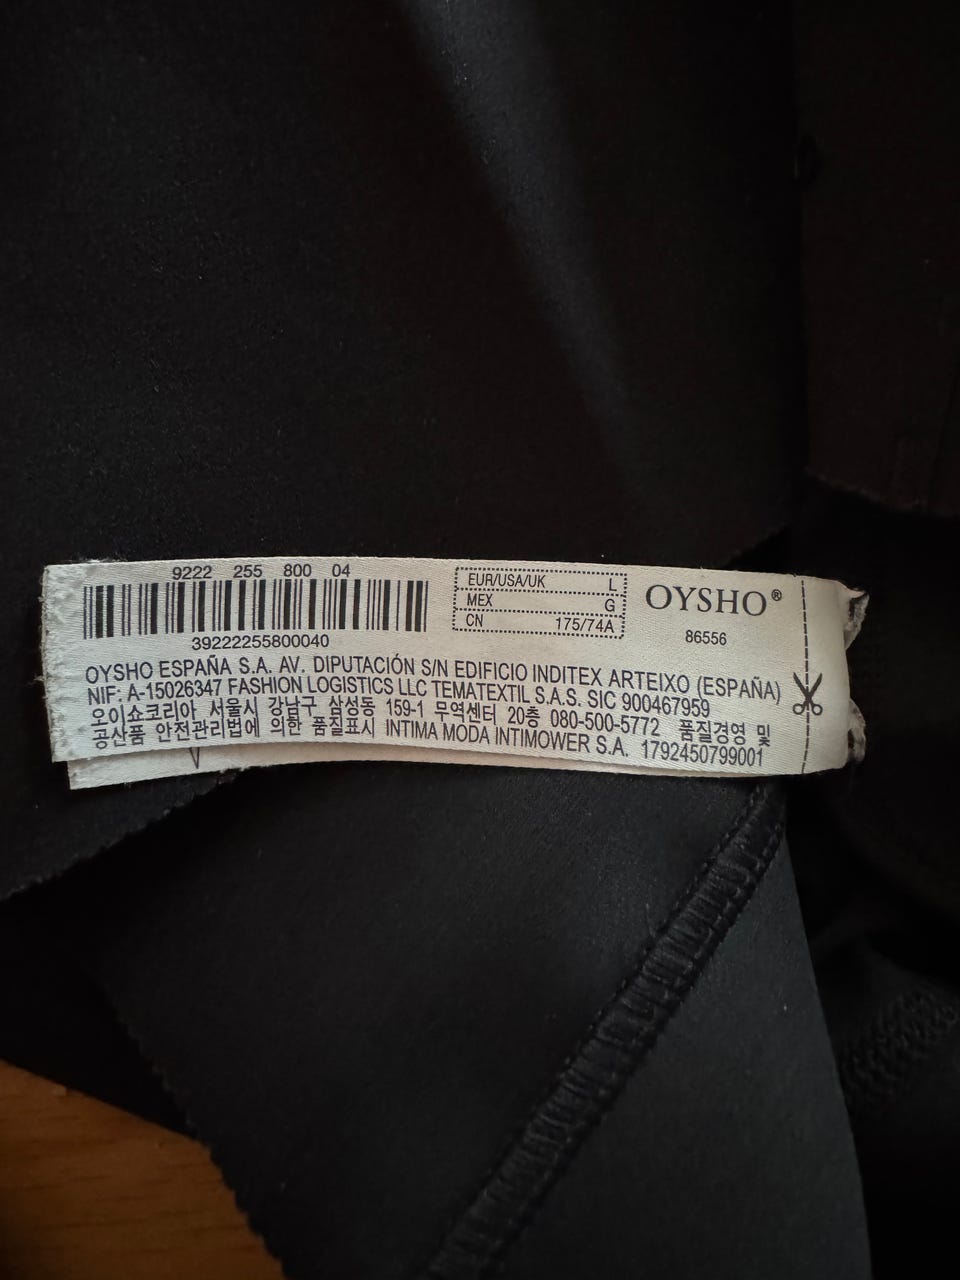 9222 255 800 04
39222255800040
EUR/USA/UK L
MEX G
CN 175/74A
OYSHO®
86556
OYSHO ESPAÑA S.A. AV. DIPUTACIÓN S/N EDIFICIO INDITEX ARTEIXO (ESPAÑA)
NIF: A-15026347 FASHION LOGISTICS LLC TEMATEXTIL S.A.S. SIC 900467959
오이쇼코리아 서울시 강남구 삼성동 159-1 무역센터 20층 080-500-5772 품질경영 및
공산품 안전관리법에 의한 품질표시 INTIMA MODA INTIMOWER S.A. 1792450799001